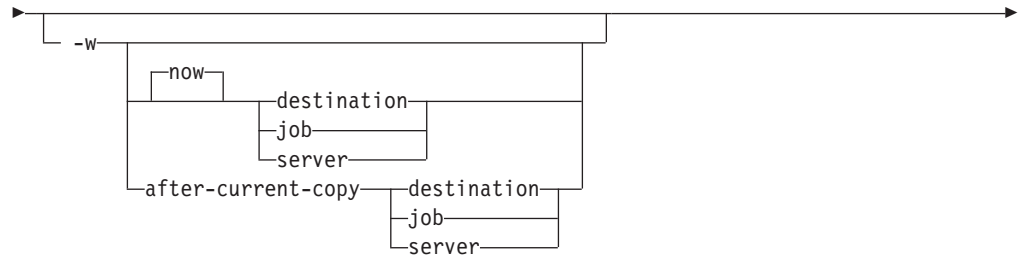 -w
now
destination
job
server
after-current-copy destination
job
server